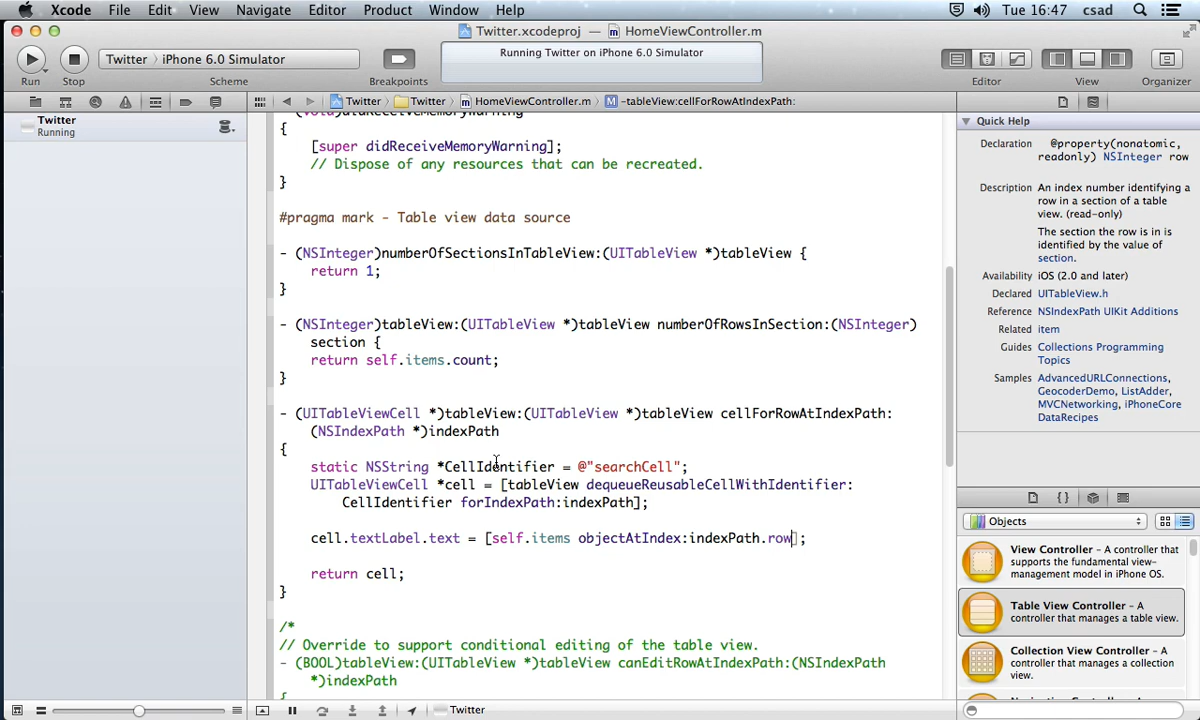 Xcode File Edit View Navigate Editor Product Window Help Tue 16:47 csad
Twitter.xcodeproj — HomeViewController.m
Twitter iPhone 6.0 Simulator
Running Twitter on iPhone 6.0 Simulator
Run Stop Scheme Breakpoints Editor View Organizer
Twitter Twitter HomeViewController.m -tableView:cellForRowAtIndexPath:
Twitter
Running
- (void)didReceiveMemoryWarning
{
[super didReceiveMemoryWarning];
// Dispose of any resources that can be recreated.
}
#pragma mark - Table view data source
- (NSInteger)numberOfSectionsInTableView:(UITableView *)tableView {
return 1;
}
- (NSInteger)tableView:(UITableView *)tableView numberOfRowsInSection:(NSInteger)
section {
return self.items.count;
}
- (UITableViewCell *)tableView:(UITableView *)tableView cellForRowAtIndexPath:
(NSIndexPath *)indexPath
{
static NSString *CellIdentifier = @"searchCell";
UITableViewCell *cell = [tableView dequeueReusableCellWithIdentifier:
CellIdentifier forIndexPath:indexPath];
cell.textLabel.text = [self.items objectAtIndex:indexPath.row];
return cell;
}
/*
// Override to support conditional editing of the table view.
- (BOOL)tableView:(UITableView *)tableView canEditRowAtIndexPath:(NSIndexPath
*)indexPath
{
Twitter
Quick Help
Declaration @property(nonatomic,
readonly) NSInteger row
Description An index number identifying a
row in a section of a table
view. (read-only)
The section the row is in is
identified by the value of
section.
Availability iOS (2.0 and later)
Declared UITableView.h
Reference NSIndexPath UIKit Additions
Related item
Guides Collections Programming
Topics
Samples AdvancedURLConnections,
GeocoderDemo, ListAdder,
MVCNetworking, iPhoneCore
DataRecipes
Objects
View Controller – A controller
that supports the fundamental view-
management model in iPhone OS.
Table View Controller – A
controller that manages a table view.
Collection View Controller – A
controller that manages a collection
view.